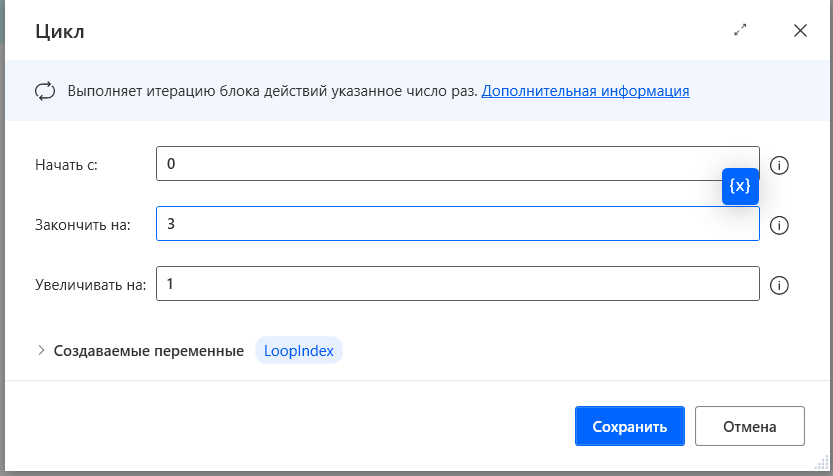 Цикл
Выполняет итерацию блока действий указанное число раз. Дополнительная информация
Начать с: 0
{x}
Закончить на: 3
Увеличивать на: 1
Создаваемые переменные LoopIndex
Сохранить Отмена